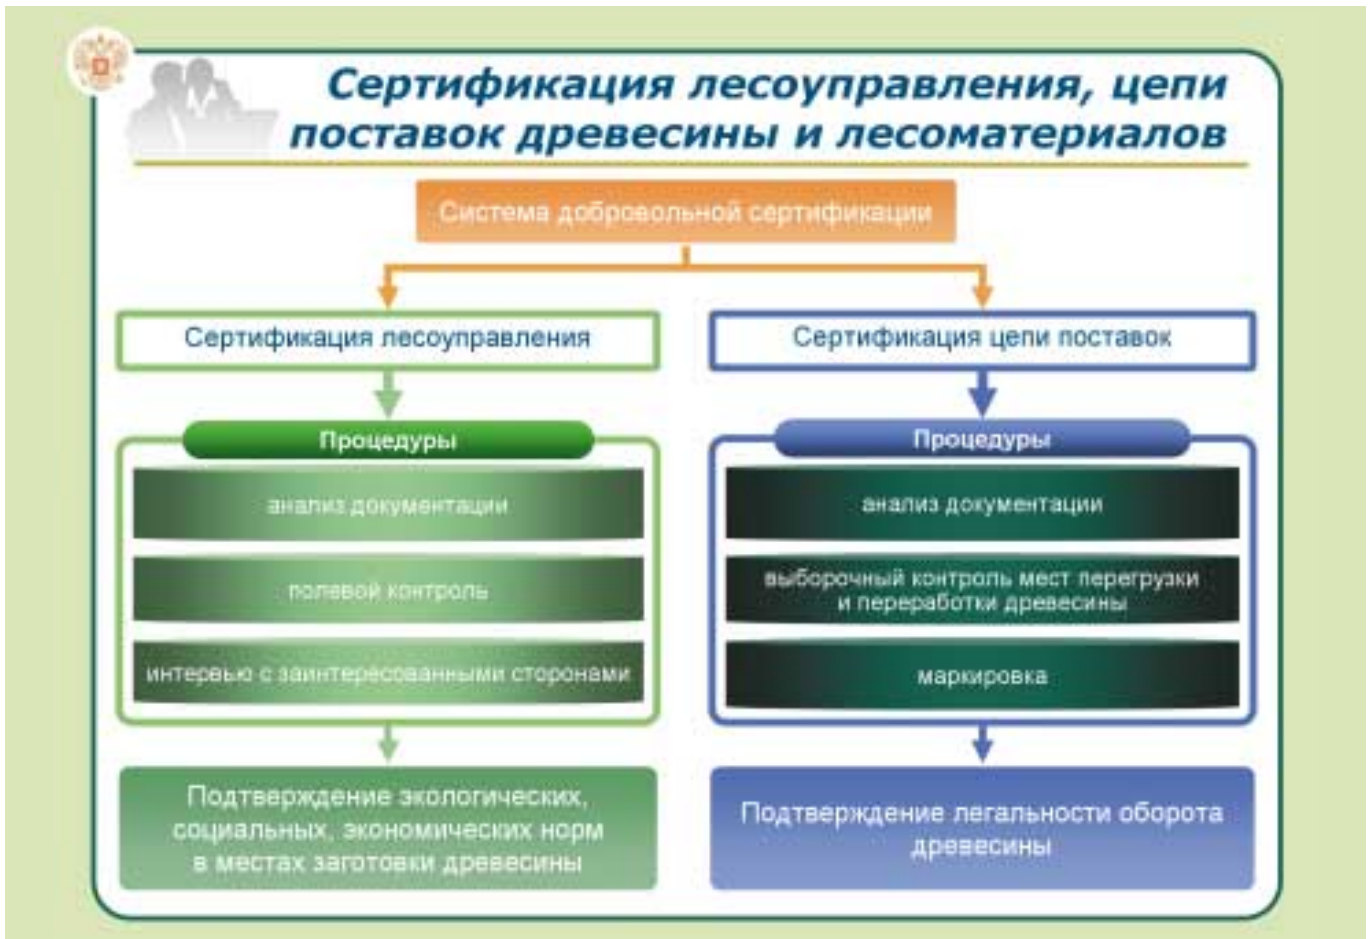 Сертификация лесоуправления, цепи
поставок древесины и лесоматериалов
Система добровольной сертификации
Сертификация лесоуправления
Сертификация цепи поставок
Процедуры
анализ документации
полевой контроль
интервью с заинтересованными сторонами
Процедуры
анализ документации
выборочный контроль мест перегрузки
и переработки древесины
маркировка
Подтверждение экологических,
социальных, экономических норм
в местах заготовки древесины
Подтверждение легальности оборота
древесины